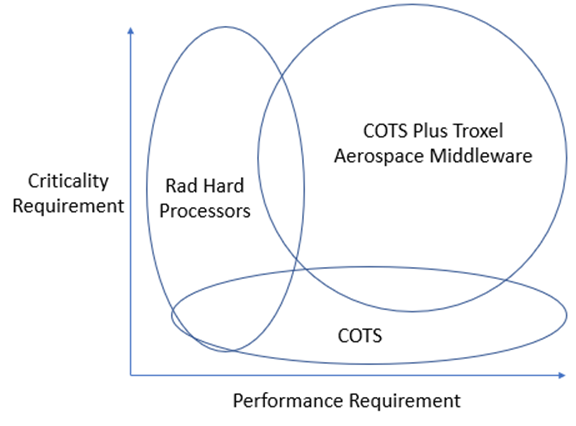 COTS Plus Troxel
Aerospace Middleware
Criticality
Requirement
Rad Hard
Processors
COTS
Performance Requirement